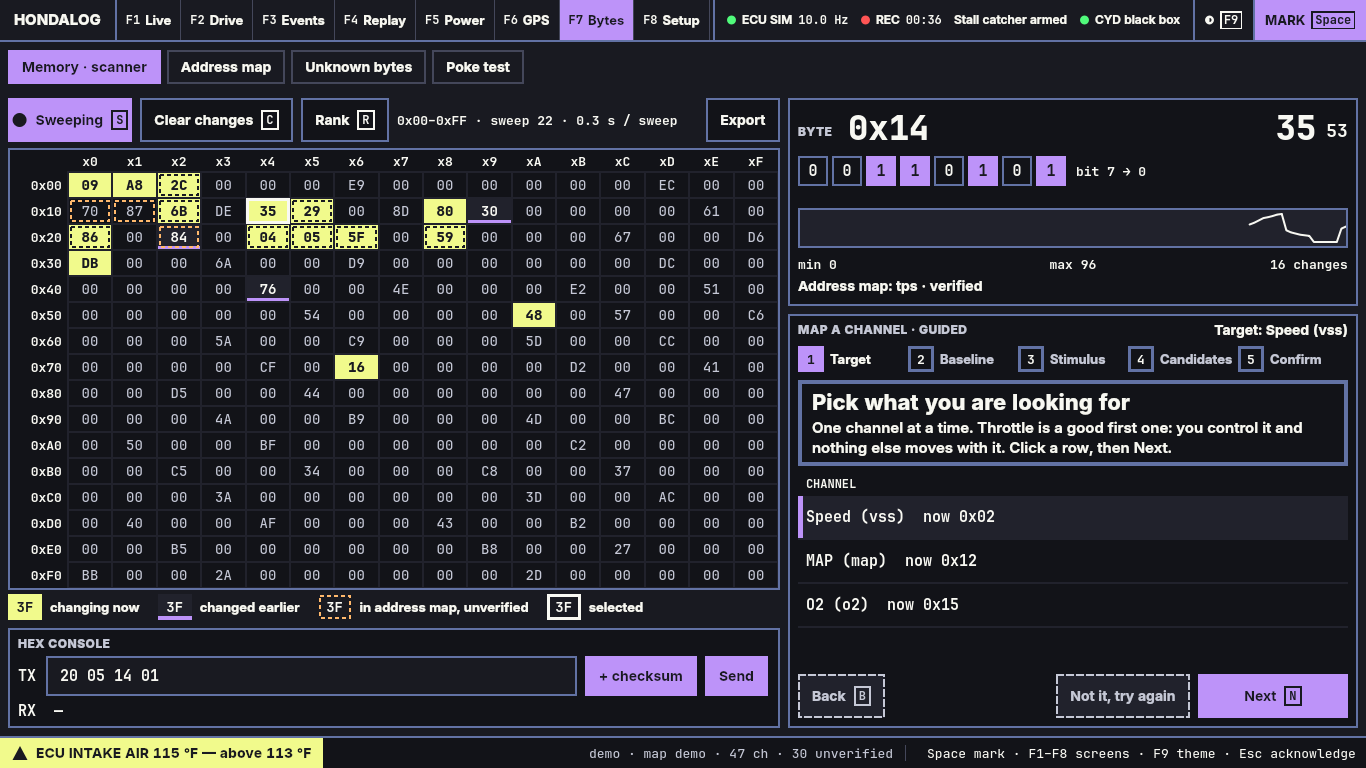 HONDALOG F1 Live F2 Drive F3 Events F4 Replay F5 Power F6 GPS F7 Bytes F8 Setup ECU SIM 10.0 Hz REC 00:36 Stall catcher armed CYD black box F9 MARK Space
Memory · scanner Address map Unknown bytes Poke test
Sweeping S Clear changes C Rank R 0x00–0xFF · sweep 22 · 0.3 s / sweep Export
x0 x1 x2 x3 x4 x5 x6 x7 x8 x9 xA xB xC xD xE xF
0x00 09 A8 2C 00 00 00 E9 00 00 00 00 00 00 EC 00 00
0x10 70 87 6B DE 35 29 00 8D 80 30 00 00 00 00 61 00
0x20 86 00 84 00 04 05 5F 00 59 00 00 00 67 00 00 D6
0x30 DB 00 00 6A 00 00 D9 00 00 00 00 00 00 DC 00 00
0x40 00 00 00 00 76 00 00 4E 00 00 00 E2 00 00 51 00
0x50 00 00 00 00 00 54 00 00 00 00 48 00 57 00 00 C6
0x60 00 00 00 5A 00 00 C9 00 00 00 5D 00 00 CC 00 00
0x70 00 00 00 00 CF 00 16 00 00 00 00 D2 00 00 41 00
0x80 00 00 D5 00 00 44 00 00 00 00 00 00 47 00 00 00
0x90 00 00 00 4A 00 00 B9 00 00 00 4D 00 00 BC 00 00
0xA0 00 50 00 00 BF 00 00 00 00 00 00 C2 00 00 00 00
0xB0 00 00 C5 00 00 34 00 00 00 C8 00 00 37 00 00 00
0xC0 00 00 00 3A 00 00 00 00 00 00 3D 00 00 AC 00 00
0xD0 00 40 00 00 AF 00 00 00 43 00 00 B2 00 00 00 00
0xE0 00 00 B5 00 00 00 00 00 00 B8 00 00 27 00 00 00
0xF0 BB 00 00 2A 00 00 00 00 00 00 2D 00 00 00 00 00
3F changing now 3F changed earlier 3F in address map, unverified 3F selected
HEX CONSOLE
TX 20 05 14 01 + checksum Send
RX —
BYTE 0x14 35 53
0 0 1 1 0 1 0 1 bit 7 → 0
min 0 max 96 16 changes
Address map: tps · verified
MAP A CHANNEL · GUIDED Target: Speed (vss)
1 Target 2 Baseline 3 Stimulus 4 Candidates 5 Confirm
Pick what you are looking for
One channel at a time. Throttle is a good first one: you control it and
nothing else moves with it. Click a row, then Next.
CHANNEL
Speed (vss) now 0x02
MAP (map) now 0x12
O2 (o2) now 0x15
Back B Not it, try again Next N
ECU INTAKE AIR 115 °F — above 113 °F demo · map demo · 47 ch · 30 unverified Space mark · F1–F8 screens · F9 theme · Esc acknowledge